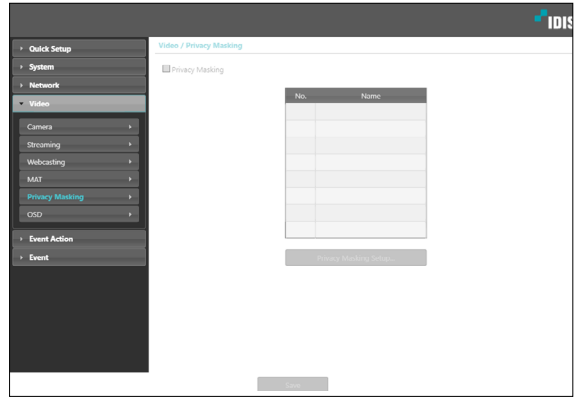 IDIS
Quick Setup
System
Network
Video
Camera
Streaming
Webcasting
MAT
Privacy Masking
OSD
Event Action
Event
Video / Privacy Masking
Privacy Masking
No. Name
Privacy Masking Setup...
Save